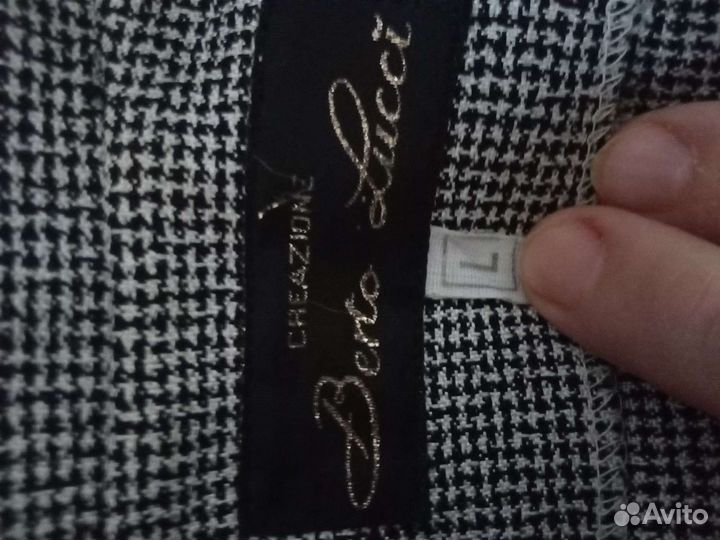 CREAZIONE
Berto Lucci
L
Avito